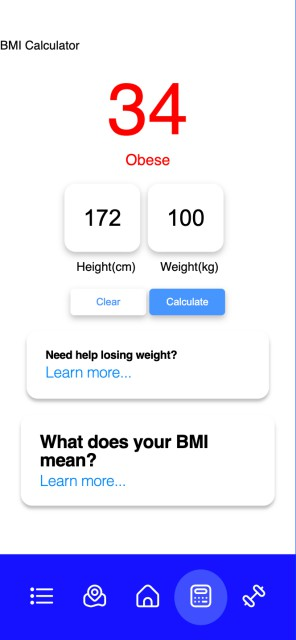 BMI Calculator
34
Obese
172 100
Height(cm) Weight(kg)
Clear Calculate
Need help losing weight?
Learn more...
What does your BMI
mean?
Learn more...